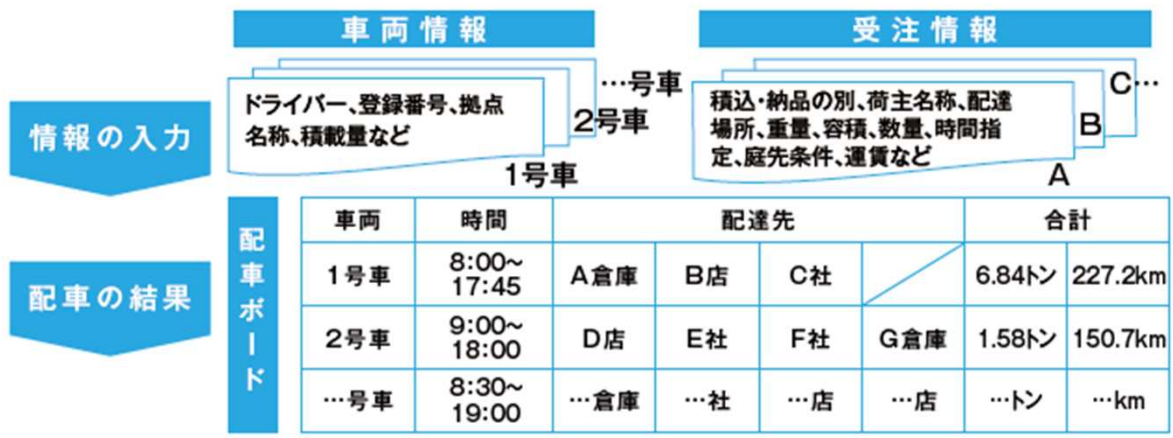 車両情報
受注情報
情報の入力
ドライバー、登録番号、拠点
名称、積載量など
1号車
2号車
…号車
積込・納品の別、荷主名称、配達
場所、重量、容積、数量、時間指
定、庭先条件、運賃など
A
B
C…
配車の結果
配車ボード
車両 時間 配達先 合計
1号車 8:00～ A倉庫 B店 C社 6.84トン 227.2km
17:45
2号車 9:00～ D店 E社 F社 G倉庫 1.58トン 150.7km
18:00
…号車 8:30～ …倉庫 …社 …店 …店 …トン …km
19:00